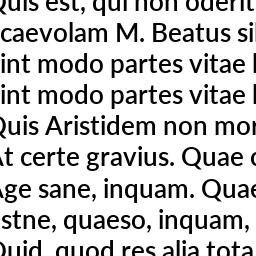 Quis est, qui non oderit
caevolam M. Beatus si
int modo partes vitae
int modo partes vitae
Quis Aristidem non mor
At certe gravius. Quae
Age sane, inquam. Quae
stne, quaeso, inquam,
Quid, quod res alia tota